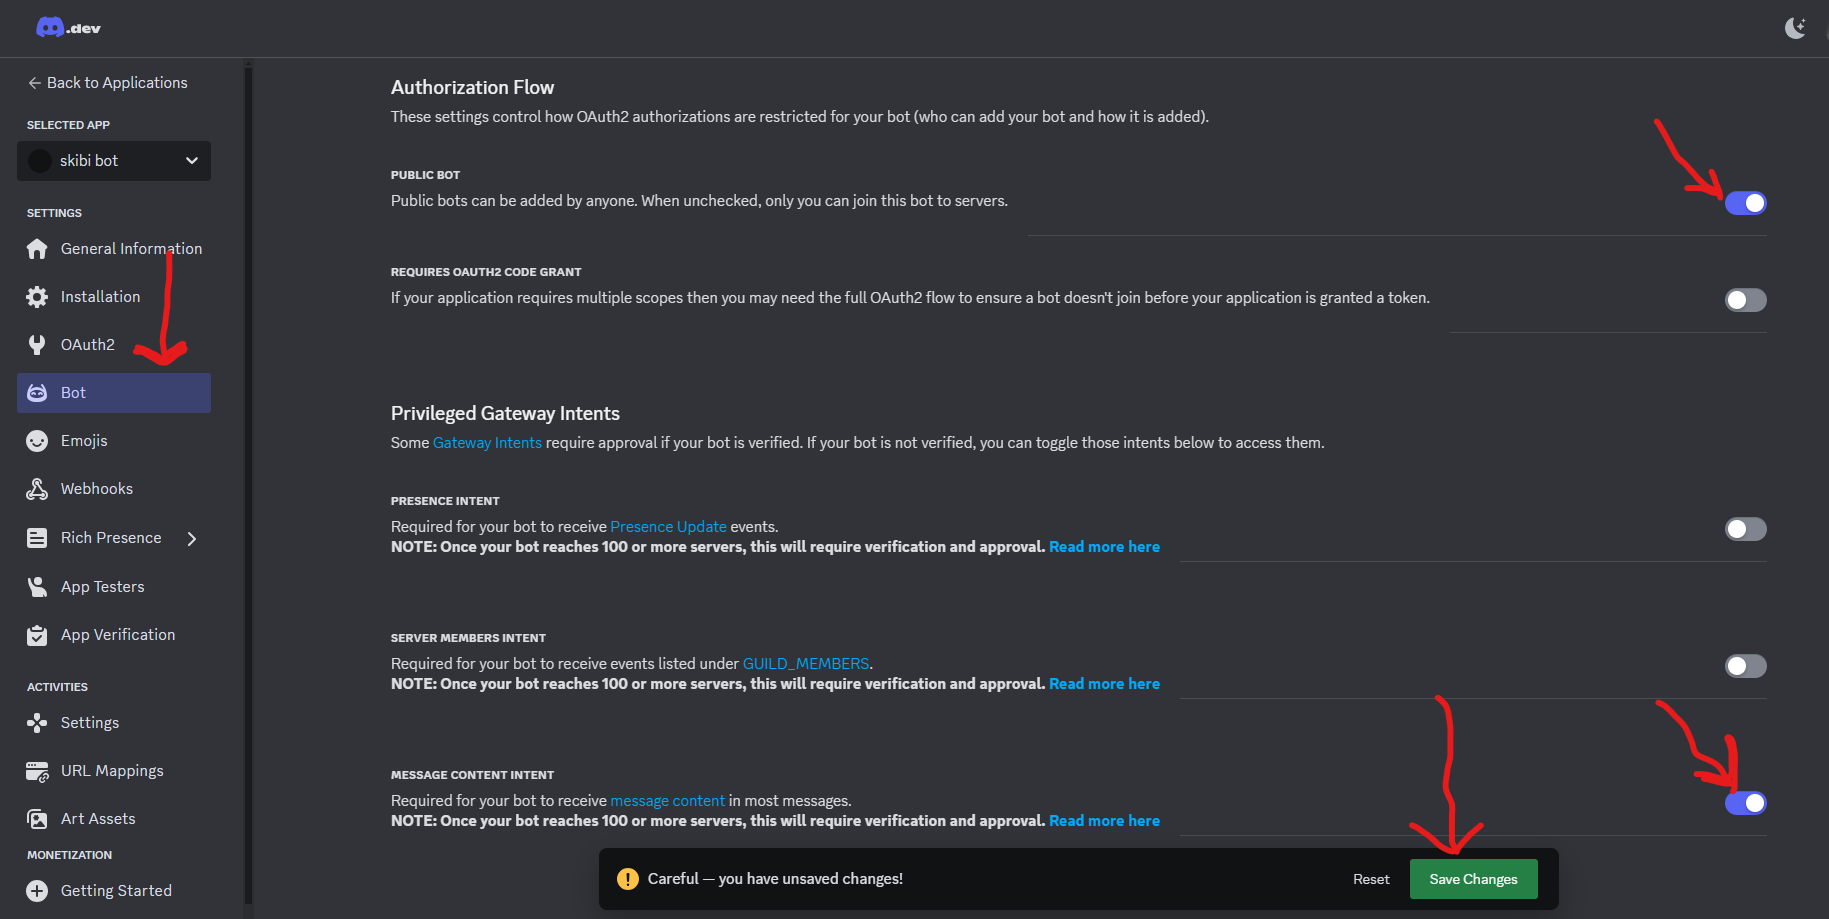 .dev
Back to Applications
SELECTED APP
skibi bot
SETTINGS
General Information
Installation
OAuth2
Bot
Emojis
Webhooks
Rich Presence
App Testers
App Verification
ACTIVITIES
Settings
URL Mappings
Art Assets
MONETIZATION
Getting Started
Authorization Flow
These settings control how OAuth2 authorizations are restricted for your bot (who can add your bot and how it is added).
PUBLIC BOT
Public bots can be added by anyone. When unchecked, only you can join this bot to servers.
REQUIRES OAUTH2 CODE GRANT
If your application requires multiple scopes then you may need the full OAuth2 flow to ensure a bot doesn't join before your application is granted a token.
Privileged Gateway Intents
Some Gateway Intents require approval if your bot is verified. If your bot is not verified, you can toggle those intents below to access them.
PRESENCE INTENT
Required for your bot to receive Presence Update events.
NOTE: Once your bot reaches 100 or more servers, this will require verification and approval. Read more here
SERVER MEMBERS INTENT
Required for your bot to receive events listed under GUILD_MEMBERS.
NOTE: Once your bot reaches 100 or more servers, this will require verification and approval. Read more here
MESSAGE CONTENT INTENT
Required for your bot to receive message content in most messages.
NOTE: Once your bot reaches 100 or more servers, this will require verification and approval. Read more here
Careful — you have unsaved changes!
Reset
Save Changes